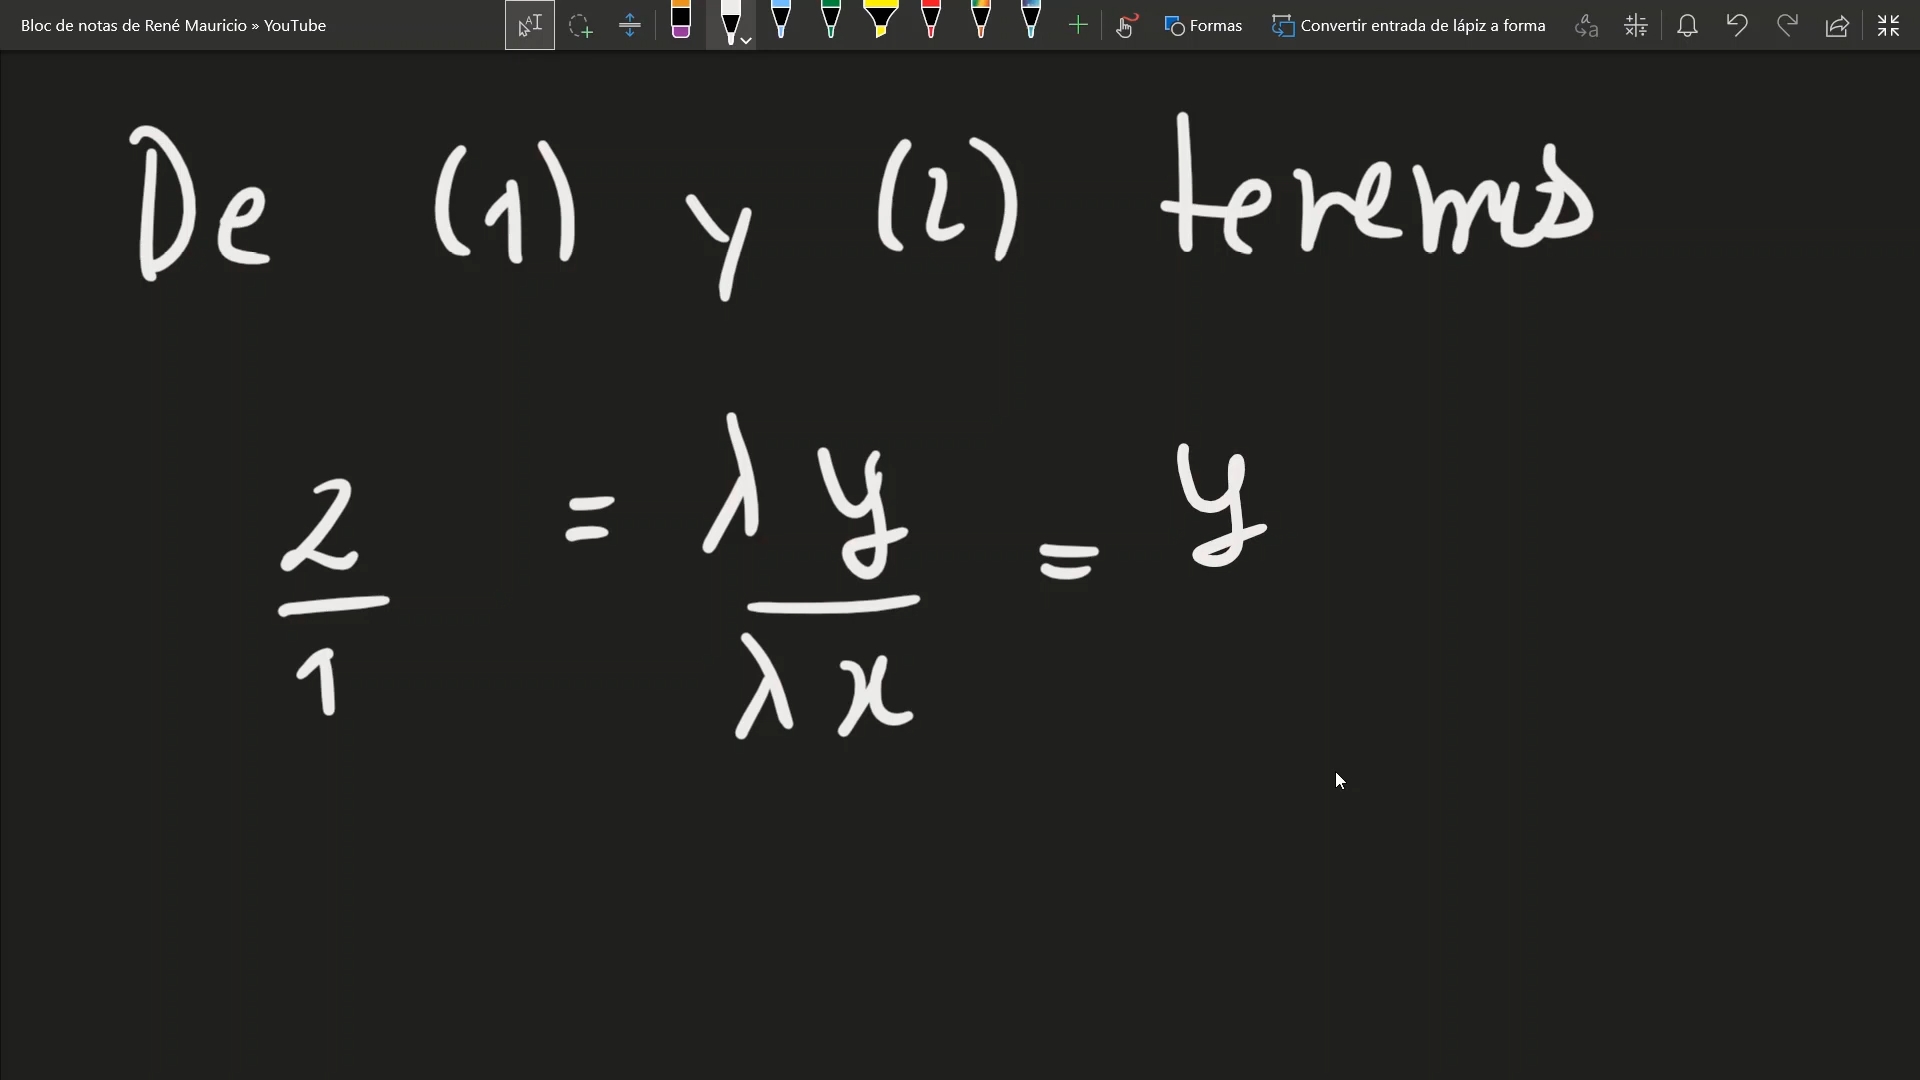 Bloc de notas de René Mauricio » YouTube
Formas
Convertir entrada de lápiz a forma
De (1) y (2) tenemos
2/1 = λy/λx = y